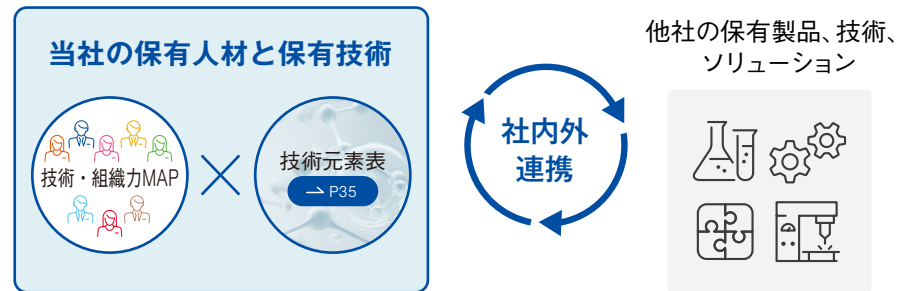 当社の保有人材と保有技術
技術・組織力MAP
技術元素表
→ P35
社内外
連携
他社の保有製品、技術、
ソリューション